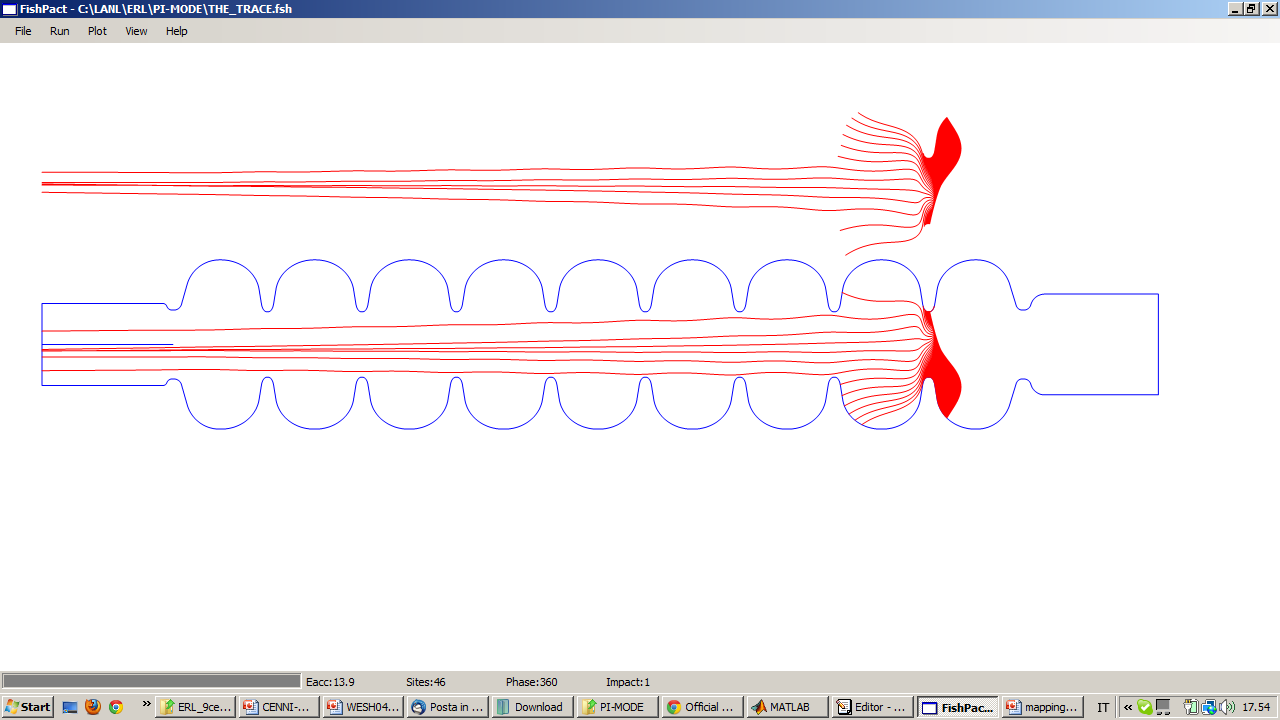 FishPact - C:\LANL\ERL\PI-MODE\THE_TRACE.fsh
File Run Plot View Help
Eacc:13.9 Sites:46 Phase:360 Impact:1
Start » ERL_9ce... CENNI-... WESH04... Posta in ... Download PI-MODE Official ... MATLAB Editor - ... FishPac... mapping... IT « 17.54